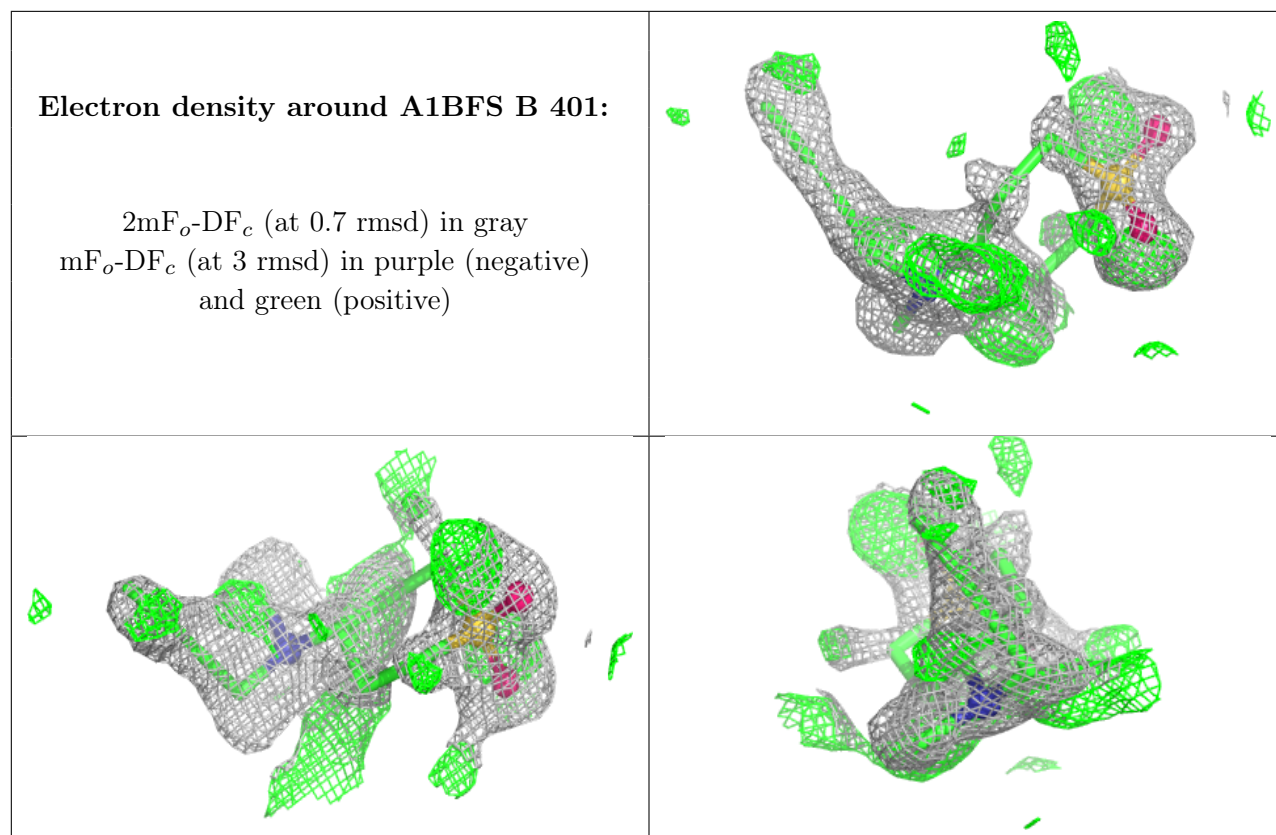 Electron density around A1BFS B 401:
2mFₒ-DF𝒸 (at 0.7 rmsd) in gray
mFₒ-DF𝒸 (at 3 rmsd) in purple (negative)
and green (positive)